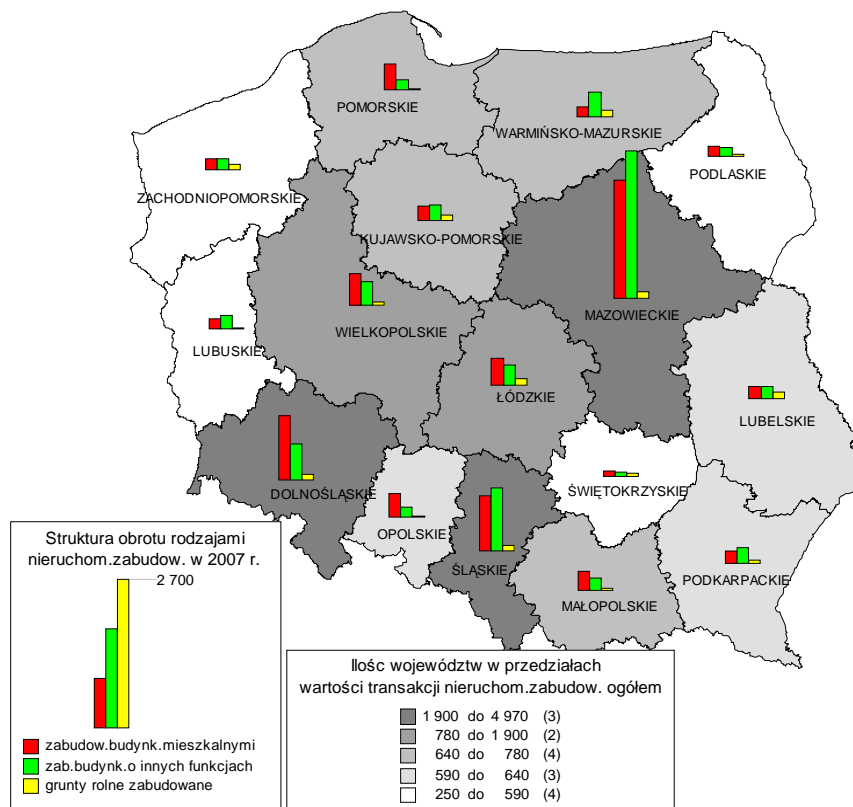 POMORSKIE
WARMIŃSKO-MAZURSKIE
PODLASKIE
ZACHODNIOPOMORSKIE
KUJAWSKO-POMORSKIE
MAZOWIECKIE
WIELKOPOLSKIE
LUBUSKIE
ŁÓDZKIE
LUBELSKIE
DOLNOŚLĄSKIE
ŚWIĘTOKRZYSKIE
OPOLSKIE
ŚLĄSKIE
PODKARPACKIE
MAŁOPOLSKIE
Struktura obrotu rodzajami
nieruchom.zabudow. w 2007 r.
2 700
zabudow.budynk.mieszkalnymi
zab.budynk.o innych funkcjach
grunty rolne zabudowane
Ilośc województw w przedziałach
wartości transakcji nieruchom.zabudow. ogółem
1 900 do 4 970 (3)
780 do 1 900 (2)
640 do 780 (4)
590 do 640 (3)
250 do 590 (4)